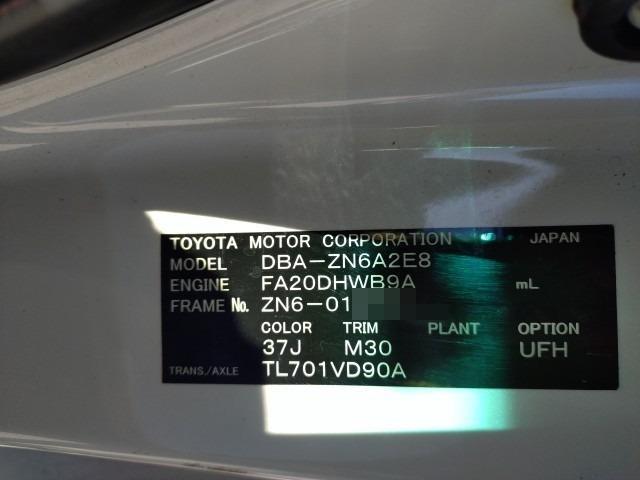 TOYOTA MOTOR CORPORATION JAPAN
MODEL DBA-ZN6A2E8
ENGINE FA20DHWB9A mL
FRAME No. ZN6-01
COLOR TRIM PLANT OPTION
37J M30 UFH
TRANS./AXLE TL701VD90A